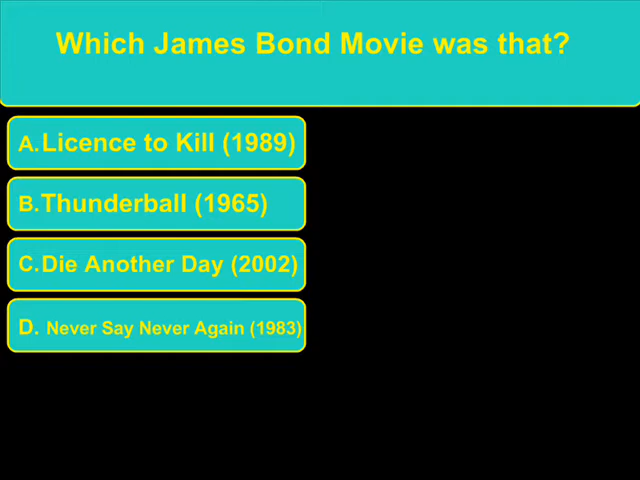 Which James Bond Movie was that?
A. Licence to Kill (1989)
B. Thunderball (1965)
C. Die Another Day (2002)
D. Never Say Never Again (1983)